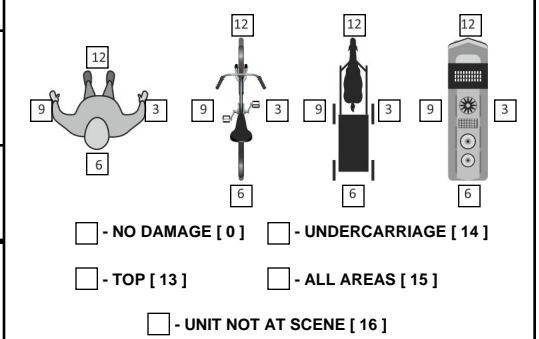 12 12 12
12
9 3 9 3 9 3 9 3
6 6 6 6
- NO DAMAGE [ 0 ] - UNDERCARRIAGE [ 14 ]
- TOP [ 13 ] - ALL AREAS [ 15 ]
- UNIT NOT AT SCENE [ 16 ]